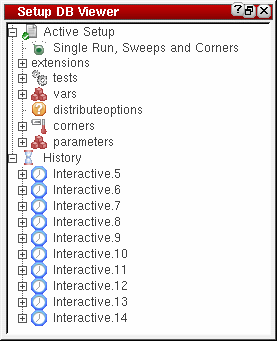 Setup DB Viewer
Active Setup
Single Run, Sweeps and Corners
extensions
tests
vars
distributeoptions
corners
parameters
History
Interactive.5
Interactive.6
Interactive.7
Interactive.8
Interactive.9
Interactive.10
Interactive.11
Interactive.12
Interactive.13
Interactive.14